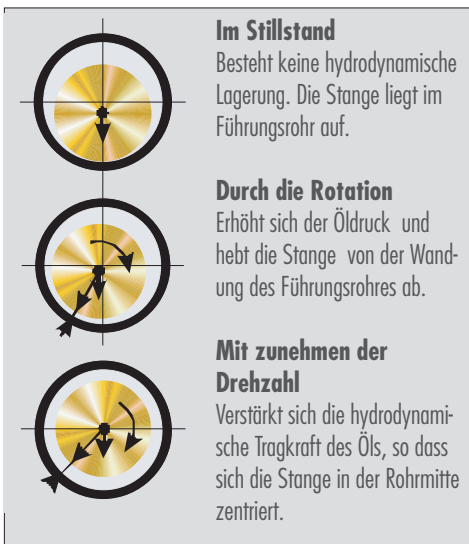 Im Stillstand
Besteht keine hydrodynamische
Lagerung. Die Stange liegt im
Führungsrohr auf.
Durch die Rotation
Erhöht sich der Öldruck und
hebt die Stange von der Wand-
ung des Führungsrohres ab.
Mit zunehmen der
Drehzahl
Verstärkt sich die hydrodynami-
sche Tragkraft des Öls, so dass
sich die Stange in der Rohrmitte
zentriert.